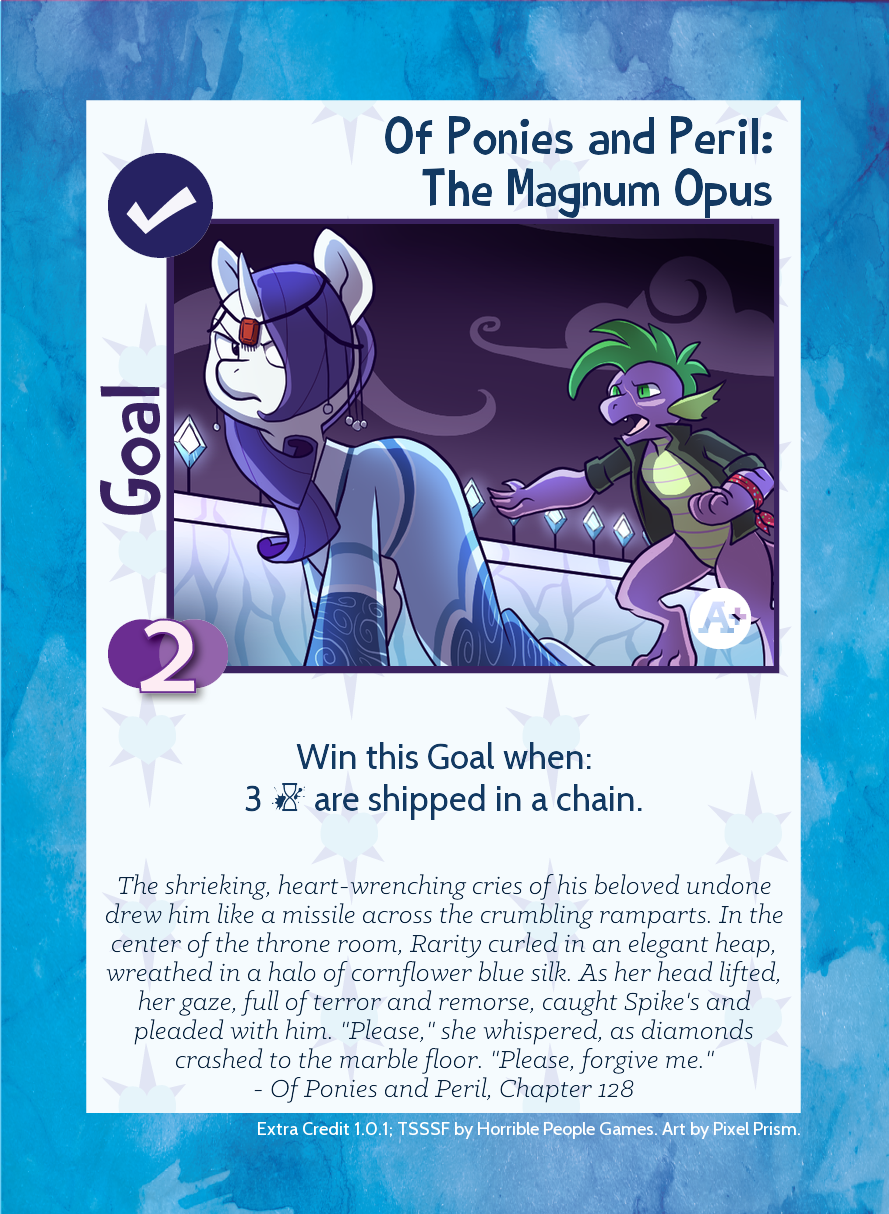 Of Ponies and Peril:
The Magnum Opus
Goal
A+
2
Win this Goal when:
3 are shipped in a chain.
The shrieking, heart-wrenching cries of his beloved undone
drew him like a missile across the crumbling ramparts. In the
center of the throne room, Rarity curled in an elegant heap,
wreathed in a halo of cornflower blue silk. As her head lifted,
her gaze, full of terror and remorse, caught Spike's and
pleaded with him. "Please," she whispered, as diamonds
crashed to the marble floor. "Please, forgive me."
- Of Ponies and Peril, Chapter 128
Extra Credit 1.0.1; TSSSF by Horrible People Games. Art by Pixel Prism.